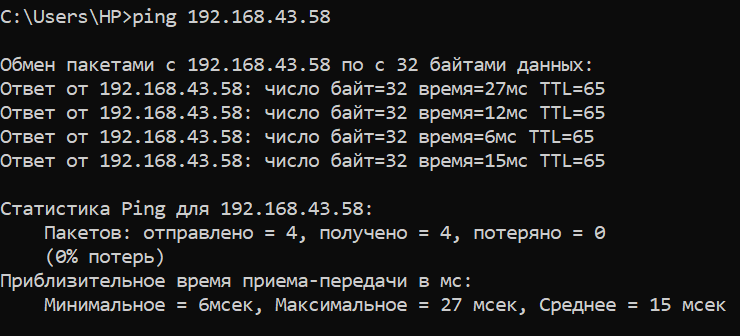 C:\Users\HP>ping 192.168.43.58
Обмен пакетами с 192.168.43.58 по с 32 байтами данных:
Ответ от 192.168.43.58: число байт=32 время=27мс TTL=65
Ответ от 192.168.43.58: число байт=32 время=12мс TTL=65
Ответ от 192.168.43.58: число байт=32 время=6мс TTL=65
Ответ от 192.168.43.58: число байт=32 время=15мс TTL=65
Статистика Ping для 192.168.43.58:
Пакетов: отправлено = 4, получено = 4, потеряно = 0
(0% потерь)
Приблизительное время приема-передачи в мс:
Минимальное = 6мсек, Максимальное = 27 мсек, Среднее = 15 мсек